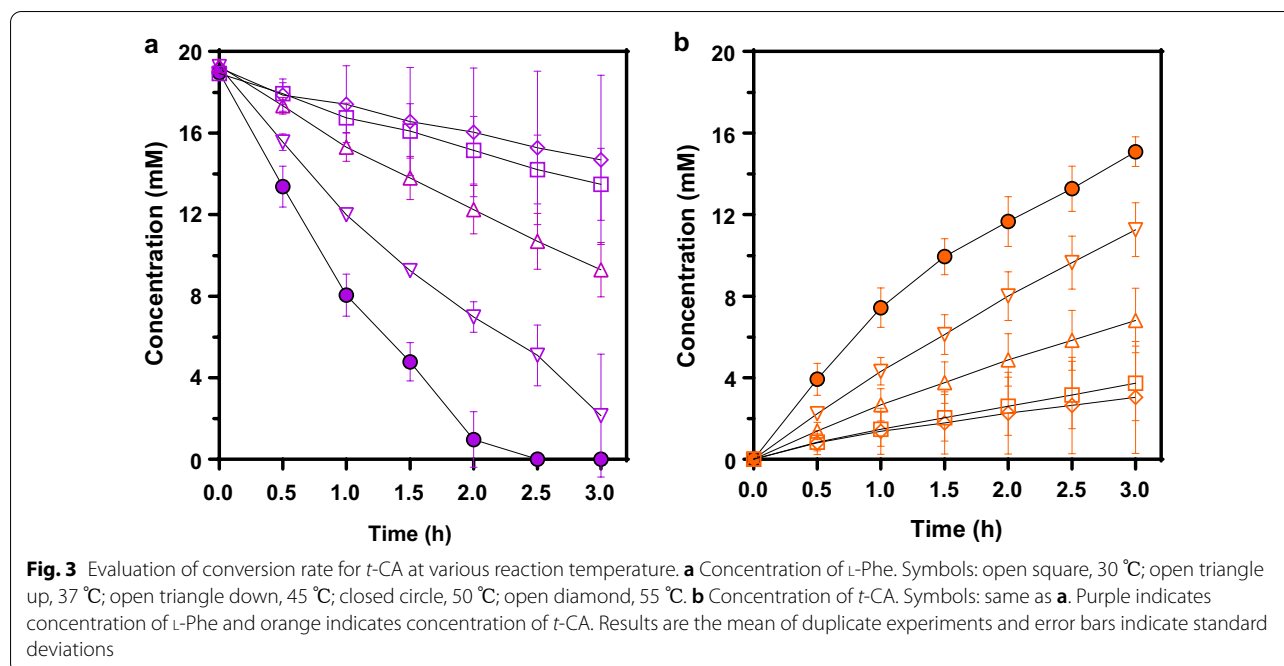 a
20
16
12
8
4
0
Concentration (mM)
0.0 0.5 1.0 1.5 2.0 2.5 3.0
Time (h)
b
20
16
12
8
4
0
Concentration (mM)
0.0 0.5 1.0 1.5 2.0 2.5 3.0
Time (h)
Fig. 3 Evaluation of conversion rate for t-CA at various reaction temperature. a Concentration of L-Phe. Symbols: open square, 30 ℃; open triangle
up, 37 ℃; open triangle down, 45 ℃; closed circle, 50 ℃; open diamond, 55 ℃. b Concentration of t-CA. Symbols: same as a. Purple indicates
concentration of L-Phe and orange indicates concentration of t-CA. Results are the mean of duplicate experiments and error bars indicate standard
deviations